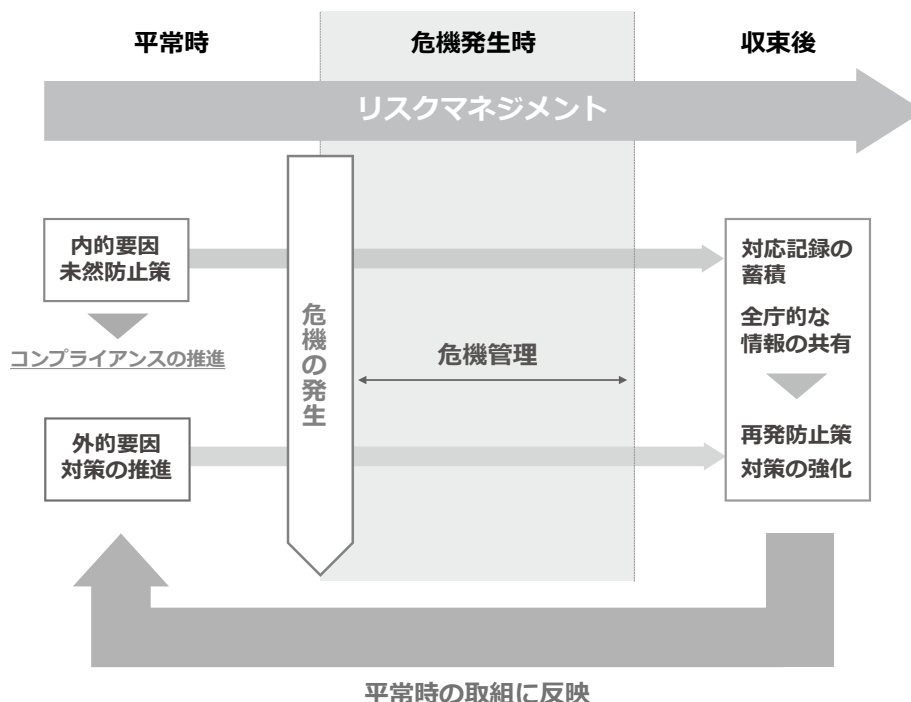 平常時
危機発生時
収束後
リスクマネジメント
内的要因
未然防止策
コンプライアンスの推進
外的要因
対策の推進
危機の発生
危機管理
対応記録の
蓄積
全庁的な
情報の共有
再発防止策
対策の強化
平常時の取組に反映